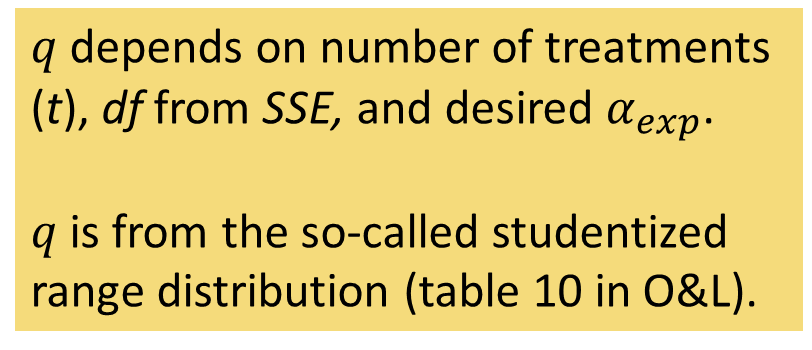 q depends on number of treatments
(t), df from SSE, and desired α_exp.
q is from the so-called studentized
range distribution (table 10 in O&L).